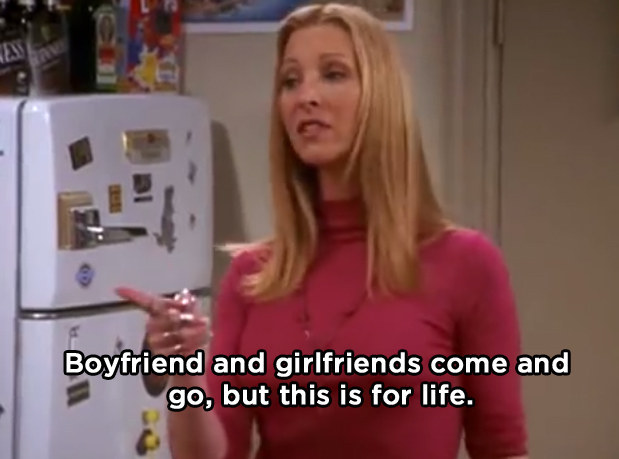 Boyfriend and girlfriends come and
go, but this is for life.